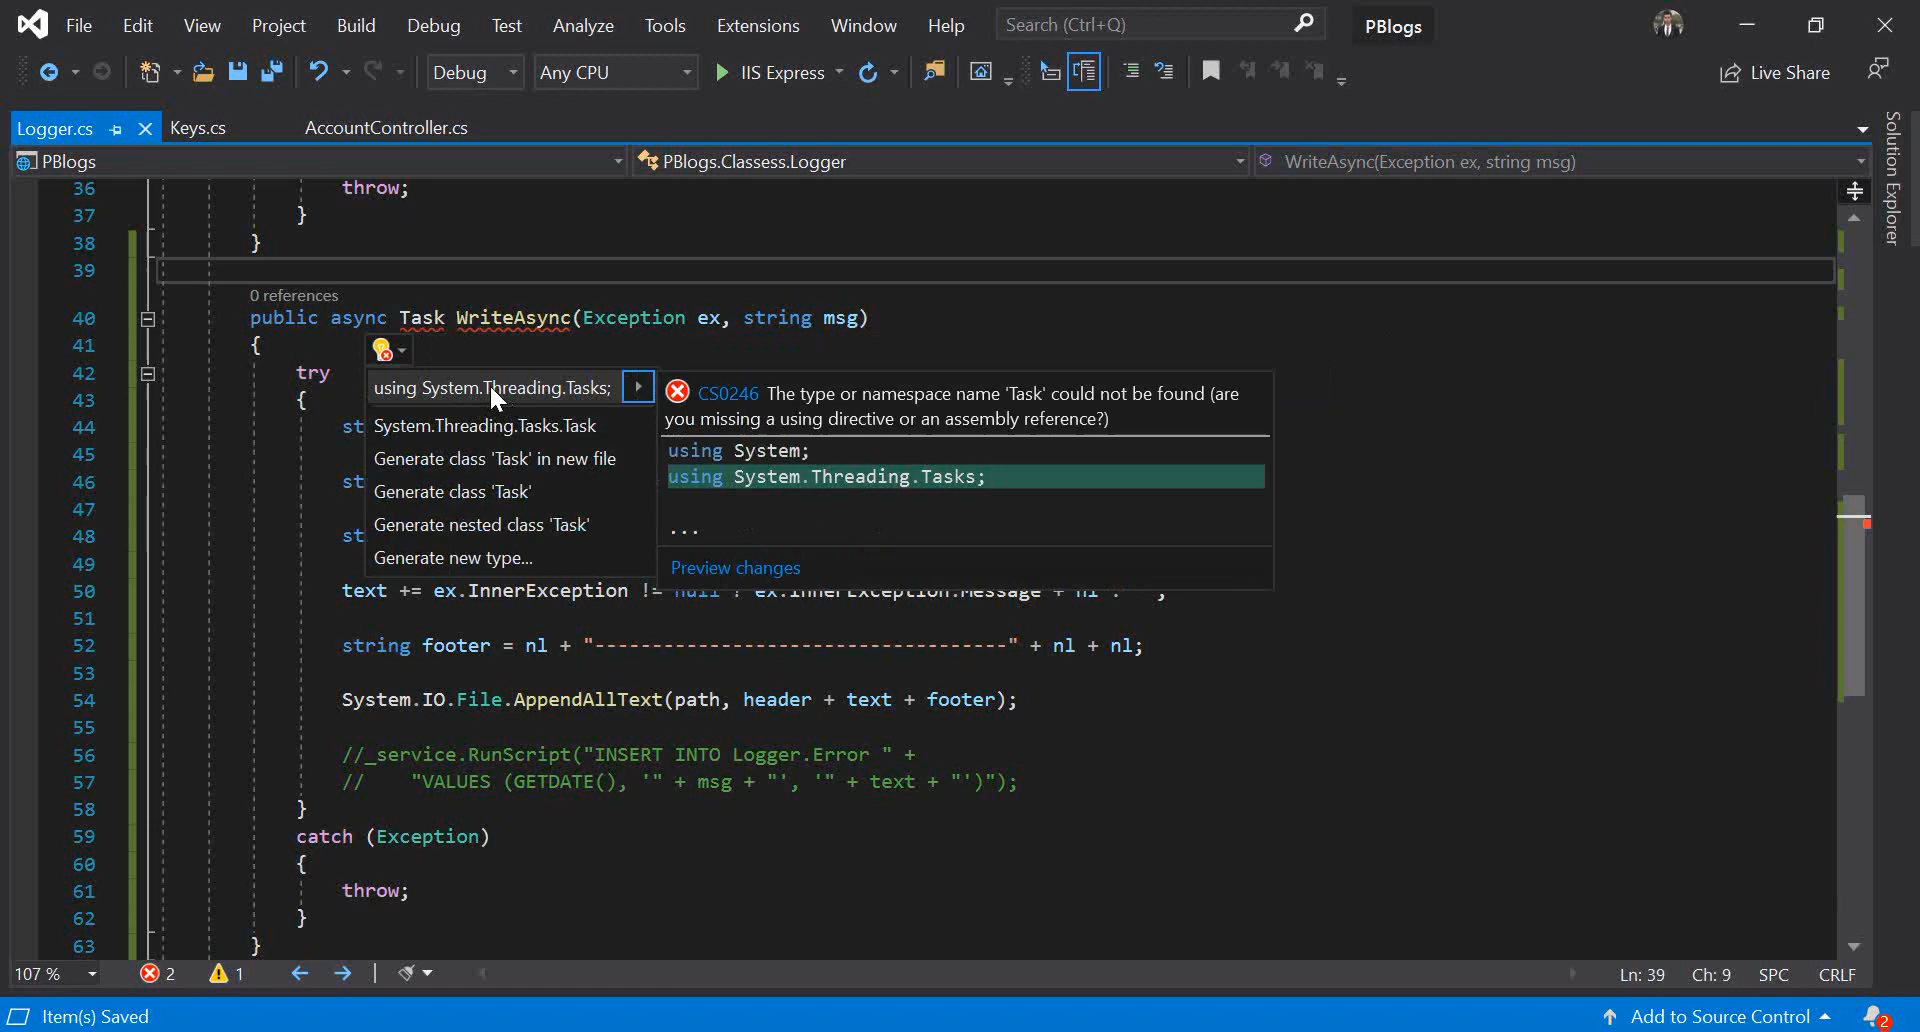 File Edit View Project Build Debug Test Analyze Tools Extensions Window Help Search (Ctrl+Q) PBlogs
Debug Any CPU IIS Express Live Share
Logger.cs Keys.cs AccountController.cs
PBlogs PBlogs.Classess.Logger WriteAsync(Exception ex, string msg)
Solution Explorer
36 throw;
37 }
38 }
39
0 references
40 public async Task WriteAsync(Exception ex, string msg)
41 {
42 try
43 {
44 st
45
46 st
47
48 st
49
50 text += ex.InnerException
51
52 string footer = nl + "------------------------------------" + nl + nl;
53
54 System.IO.File.AppendAllText(path, header + text + footer);
55
56 //_service.RunScript("INSERT INTO Logger.Error " +
57 // "VALUES (GETDATE(), '" + msg + "', '" + text + "')");
58 }
59 catch (Exception)
60 {
61 throw;
62 }
63 }
using System.Threading.Tasks;
System.Threading.Tasks.Task
Generate class 'Task' in new file
Generate class 'Task'
Generate nested class 'Task'
Generate new type...
CS0246 The type or namespace name 'Task' could not be found (are
you missing a using directive or an assembly reference?)
using System;
using System.Threading.Tasks;
...
Preview changes
107 % 2 1 Ln: 39 Ch: 9 SPC CRLF
Item(s) Saved Add to Source Control 2